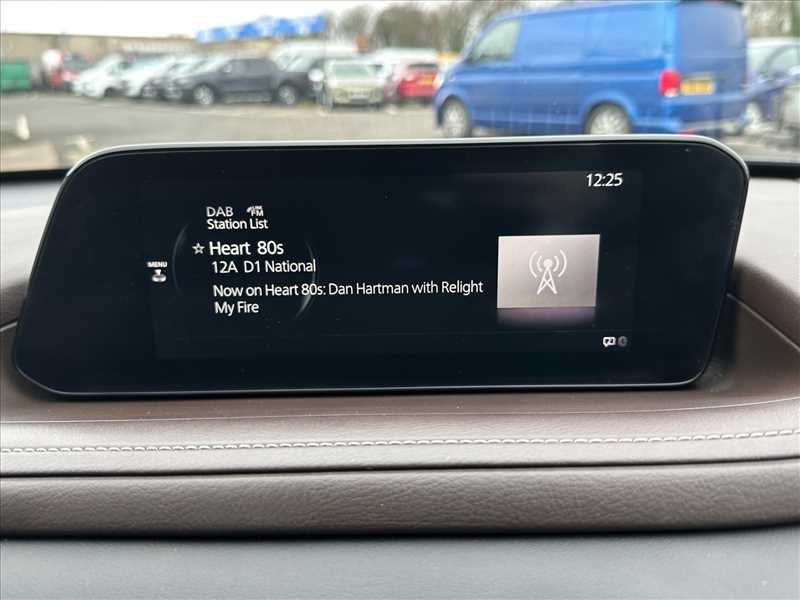 12:25
DAB LINK FM
Station List
☆ Heart 80s
MENU
12A D1 National
Now on Heart 80s: Dan Hartman with Relight
My Fire